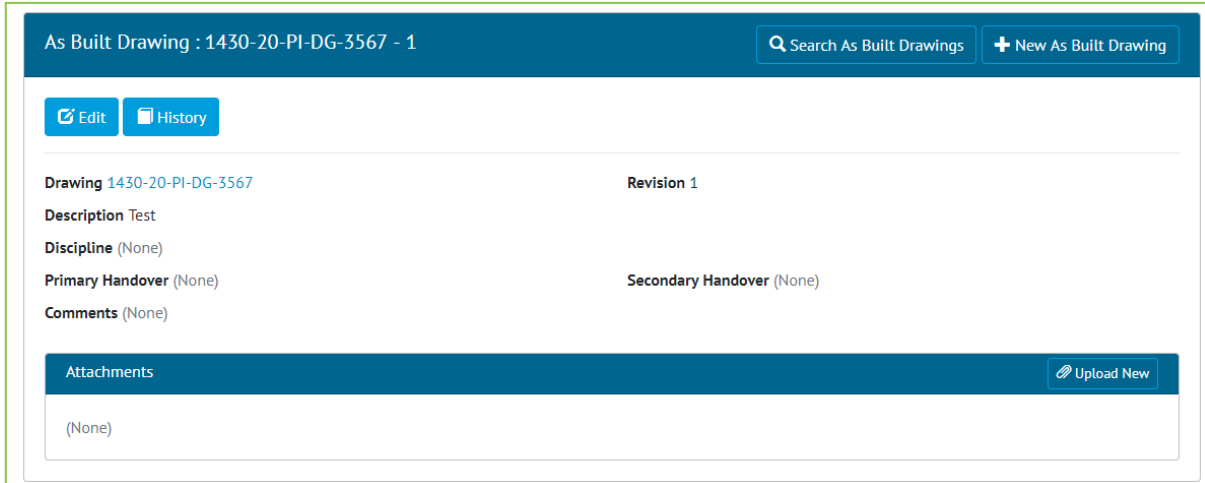 As Built Drawing : 1430-20-PI-DG-3567 - 1
Search As Built Drawings
New As Built Drawing
Edit
History
Drawing 1430-20-PI-DG-3567
Revision 1
Description Test
Discipline (None)
Primary Handover (None)
Secondary Handover (None)
Comments (None)
Attachments
Upload New
(None)